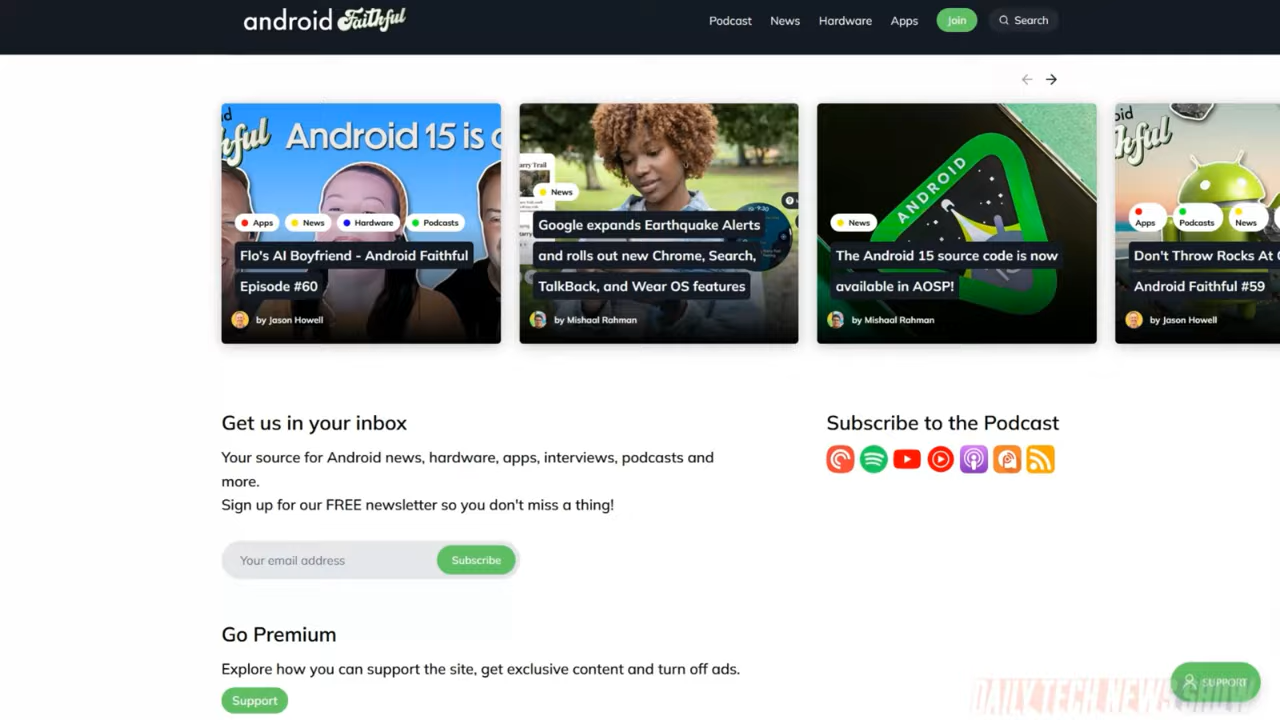 android Faithful
Podcast
News
Hardware
Apps
Join
Search
Android 15 is
Apps
News
Hardware
Podcasts
Flo's AI Boyfriend - Android Faithful
Episode #60
by Jason Howell
News
Google expands Earthquake Alerts
and rolls out new Chrome, Search,
TalkBack, and Wear OS features
by Mishaal Rahman
ANDROID
News
The Android 15 source code is now
available in AOSP!
by Mishaal Rahman
Apps
Podcasts
News
Don't Throw Rocks At
Android Faithful #59
by Jason Howell
Get us in your inbox
Your source for Android news, hardware, apps, interviews, podcasts and
more.
Sign up for our FREE newsletter so you don't miss a thing!
Your email address
Subscribe
Subscribe to the Podcast
Go Premium
Explore how you can support the site, get exclusive content and turn off ads.
Support
SUPPORT
DAILY TECH NEWS SHOW